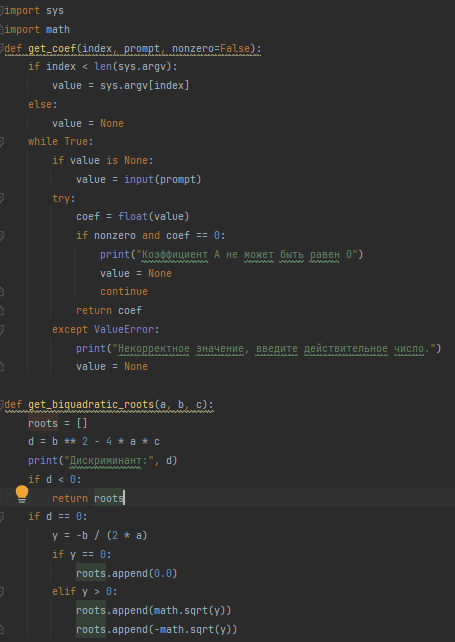 import sys
import math
def get_coef(index, prompt, nonzero=False):
    if index < len(sys.argv):
        value = sys.argv[index]
    else:
        value = None
    while True:
        if value is None:
            value = input(prompt)
        try:
            coef = float(value)
            if nonzero and coef == 0:
                print("Коэффициент А не может быть равен 0")
                value = None
                continue
            return coef
        except ValueError:
            print("Некорректное значение, введите действительное число.")
            value = None
def get_biquadratic_roots(a, b, c):
    roots = []
    d = b ** 2 - 4 * a * c
    print("Дискриминант:", d)
    if d < 0:
        return roots
    if d == 0:
        y = -b / (2 * a)
        if y == 0:
            roots.append(0.0)
        elif y > 0:
            roots.append(math.sqrt(y))
            roots.append(-math.sqrt(y))